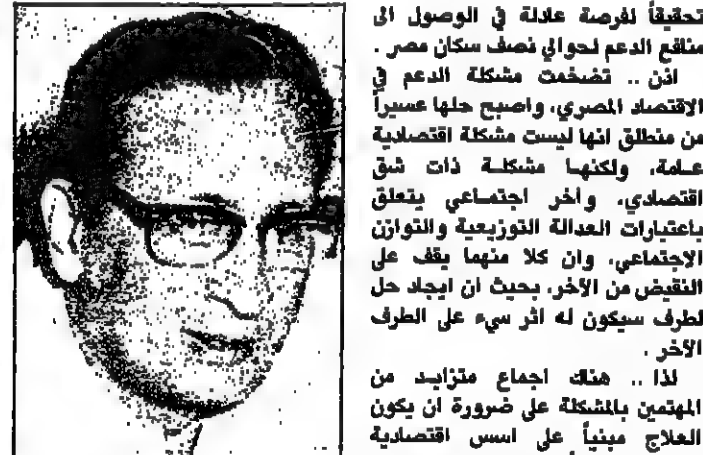 تحقيقاً لفرصة عادلة في الوصول الى
منافع الدعم لحوالي نصف سكان مصر .
اذن .. تضخمت مشكلة الدعم في
الاقتصاد المصري، واصبح حلها عسيراً
من منطلق انها ليست مشكلة اقتصادية
عامة، ولكنها مشكلة ذات شق
اقتصادي، وأخر اجتماعي يتعلق
باعتبارات العدالة التوزيعية والتوازن
الاجتماعي، وان كلا منهما يقف على
النقيض من الآخر، بحيث ان ايجاد حل
لطرف سيكون له اثر سيء على الطرف
الآخر .
لذا .. هناك اجماع متزايد من
المهتمين بالمشكلة على ضرورة ان يكون
العلاج مبنياً على اسس اقتصادية